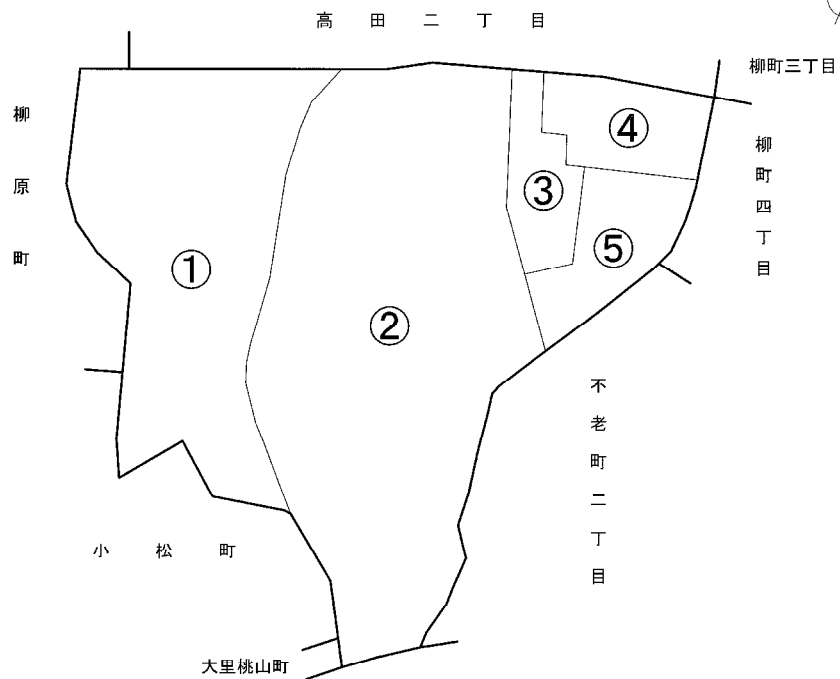 高田二丁目
柳町三丁目
柳原町
柳町四丁目
④
③
⑤
①
②
不老町二丁目
小松町
大里桃山町